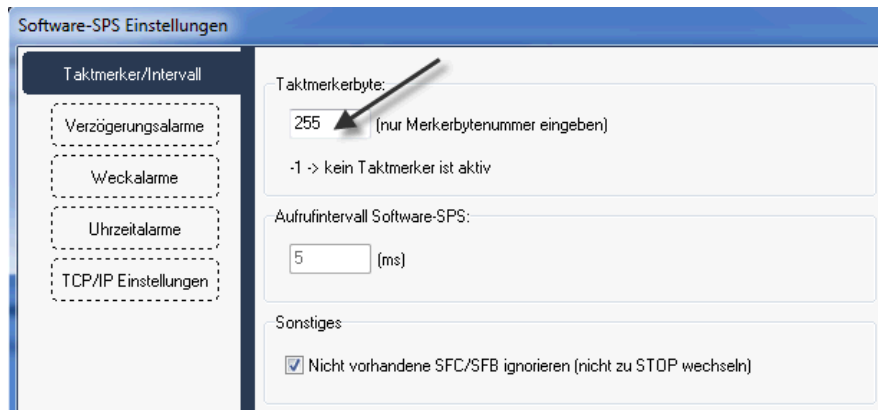 Software-SPS Einstellungen
Taktmerker/Intervall
Verzögerungsalarme
Weckalarme
Uhrzeitalarme
TCP/IP Einstellungen
Taktmerkerbyte:
255 (nur Merkerbytenummer eingeben)
-1 -> kein Taktmerker ist aktiv
Aufrufintervall Software-SPS:
5 (ms)
Sonstiges
Nicht vorhandene SFC/SFB ignorieren (nicht zu STOP wechseln)